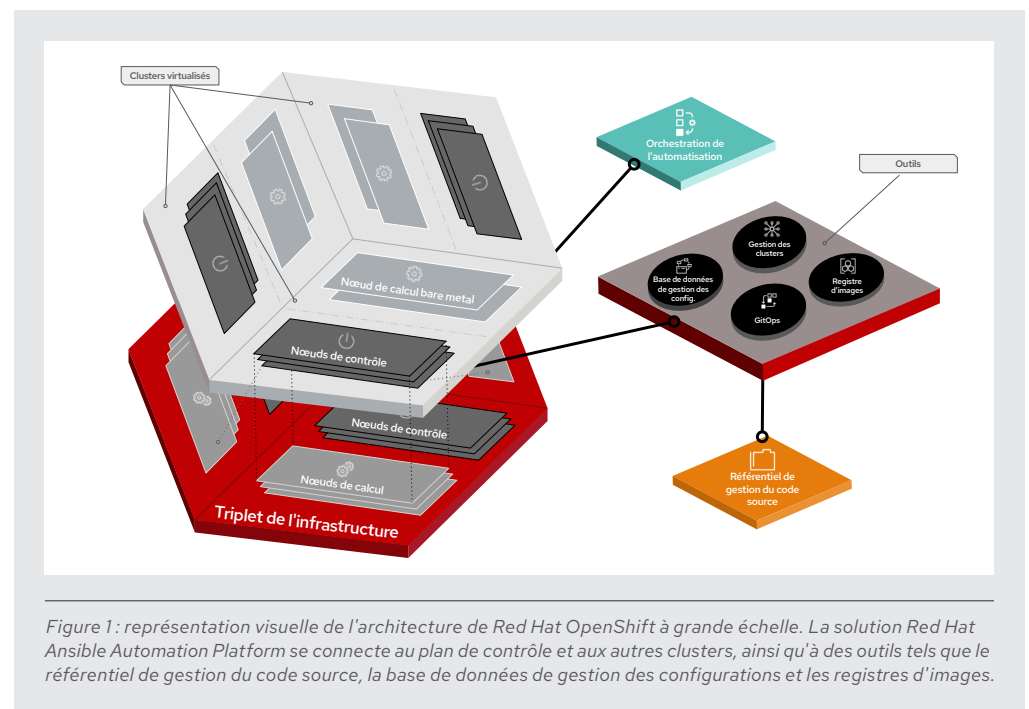 Clusters virtualisés
Orchestration de
l'automatisation
Outils
Gestion des
clusters
Base de données
de gestion des
config.
Registre
d'images
GitOps
Nœud de calcul bare metal
Nœuds de contrôle
Nœuds de contrôle
Nœuds de calcul
Triplet de l'infrastructure
Référentiel de
gestion du code
source
Figure 1 : représentation visuelle de l'architecture de Red Hat OpenShift à grande échelle. La solution Red Hat
Ansible Automation Platform se connecte au plan de contrôle et aux autres clusters, ainsi qu'à des outils tels que le
référentiel de gestion du code source, la base de données de gestion des configurations et les registres d'images.